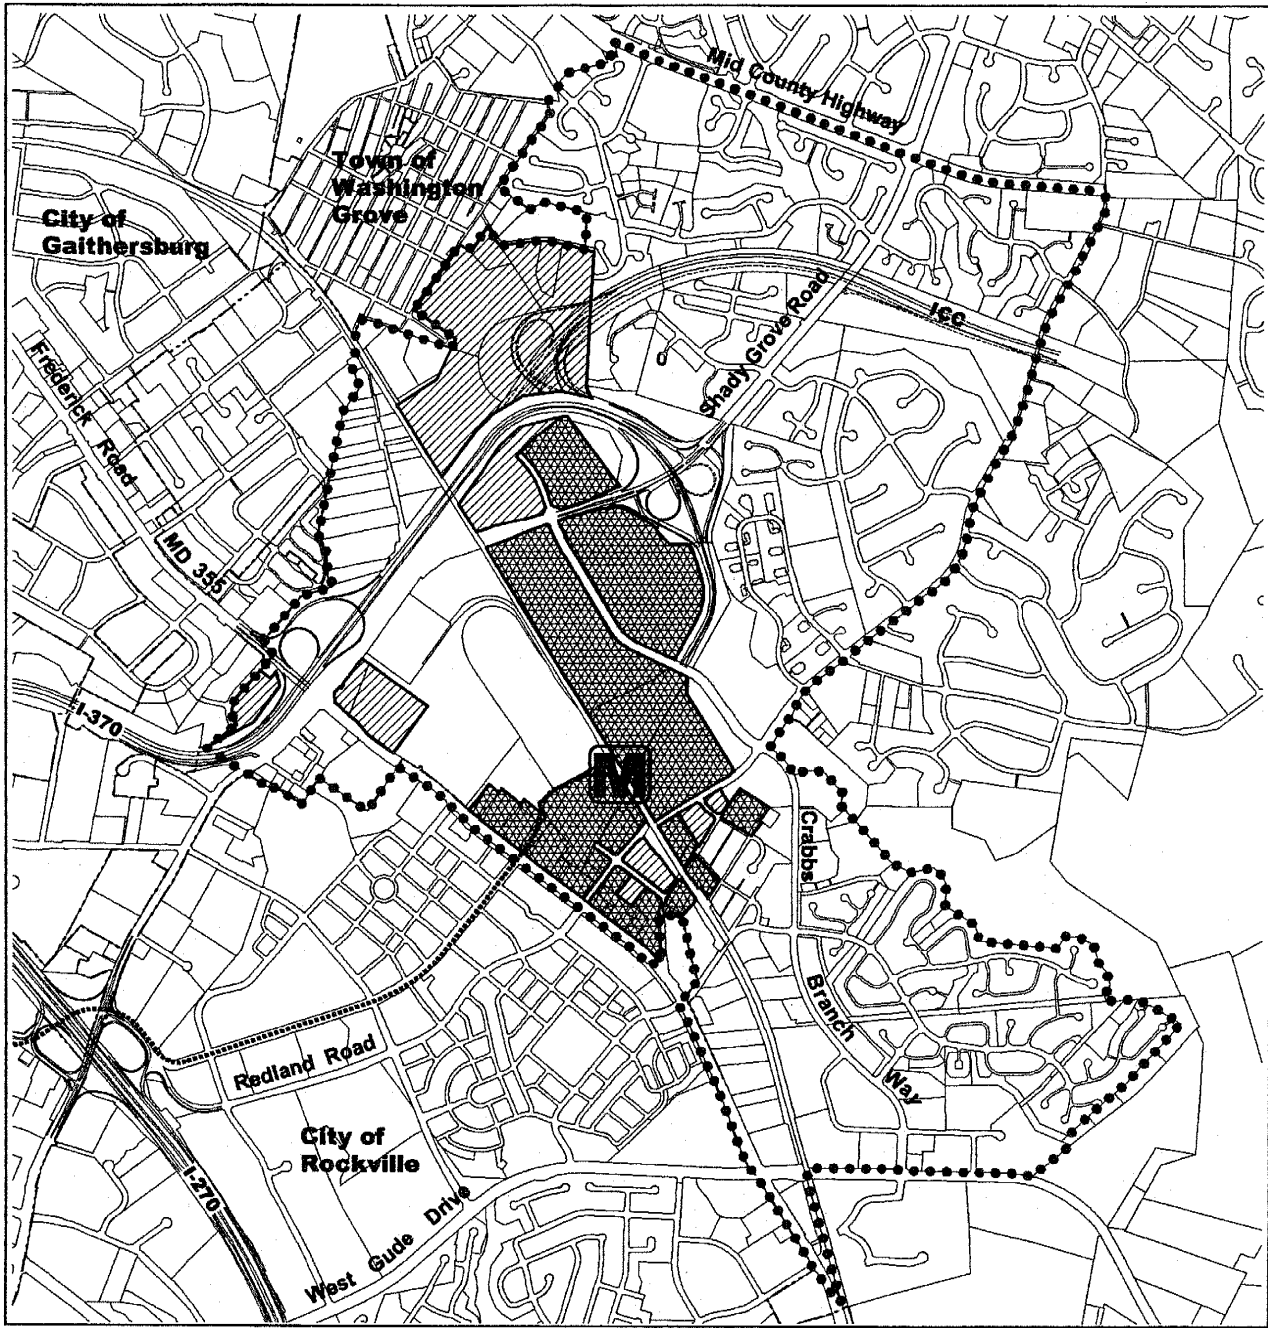 Mid County Highway
Town of
Washington
Grove
City of
Gaithersburg
Shady Grove Road
ICC
Frederick Road
MD 355
I-370
M
Crabbs
Branch
Way
Redland Road
City of
Rockville
I-270
West Gude Drive